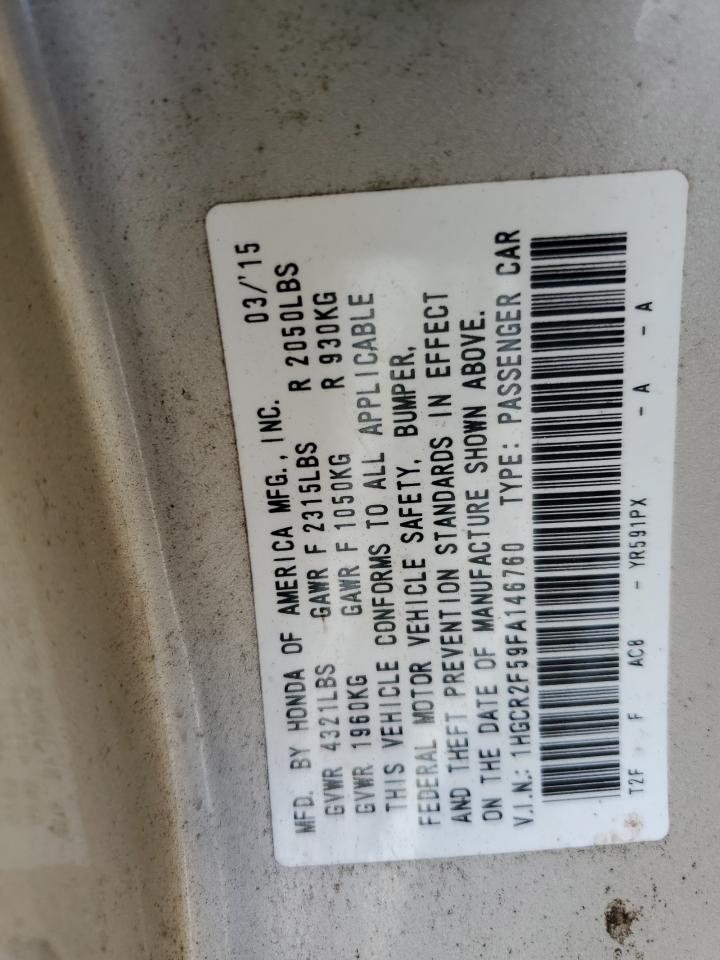 MFD. BY HONDA OF AMERICA MFG., INC. 03/'15
GVWR 4321LBS GAWR F 2315LBS R 2050LBS
GVWR 1960KG GAWR F 1050KG R 930KG
THIS VEHICLE CONFORMS TO ALL APPLICABLE
FEDERAL MOTOR VEHICLE SAFETY, BUMPER,
AND THEFT PREVENTION STANDARDS IN EFFECT
ON THE DATE OF MANUFACTURE SHOWN ABOVE.
V.I.N.: 1HGCR2F59FA146760 TYPE: PASSENGER CAR
T2F F AC8 - YR591PX - A - A